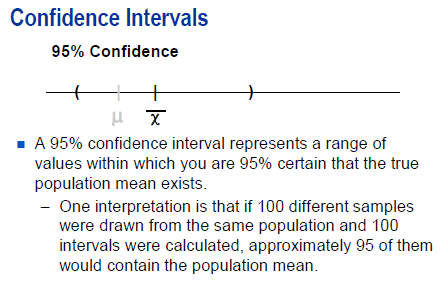 Confidence Intervals
95% Confidence
( )
μ x̅
■ A 95% confidence interval represents a range of
values within which you are 95% certain that the true
population mean exists.
– One interpretation is that if 100 different samples
were drawn from the same population and 100
intervals were calculated, approximately 95 of them
would contain the population mean.